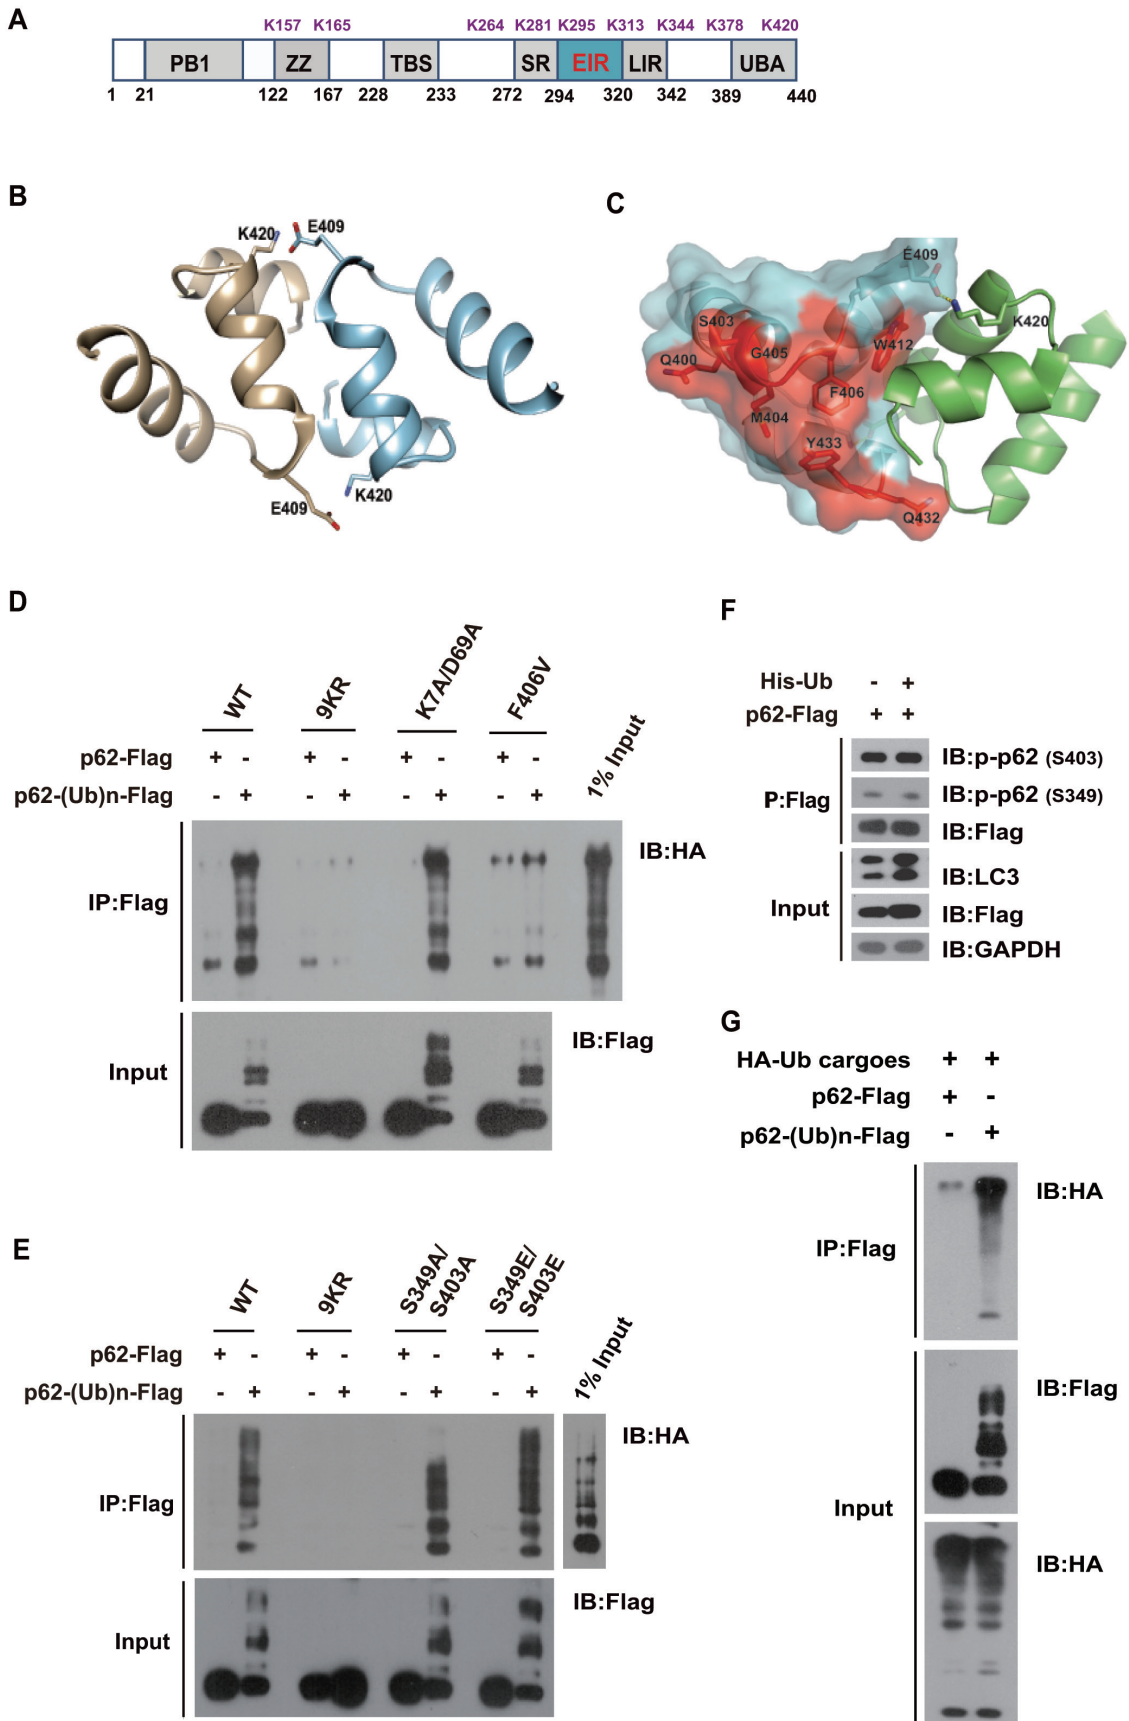 A
K157 K165 K264 K281 K295 K313 K344 K378 K420
PB1 ZZ TBS SR EIR LIR UBA
1 21 122 167 228 233 272 294 320 342 389 440
B
K420 E409
E409 K420
C
E409
K420
S403
G405
W412
Q400
F406
M404
Y433
Q432
D
WT 9KR K7A/D69A F406V 1% Input
p62-Flag + - + - + - + -
p62-(Ub)n-Flag - + - + - + - +
IB:HA
IP:Flag
IB:Flag
Input
E
WT 9KR S349A/S403A S349E/S403E 1% Input
p62-Flag + - + - + - + -
p62-(Ub)n-Flag - + - + - + - +
IB:HA
IP:Flag
IB:Flag
Input
F
His-Ub - +
p62-Flag + +
IB:p-p62 (S403)
P:Flag IB:p-p62 (S349)
IB:Flag
IB:LC3
Input IB:Flag
IB:GAPDH
G
HA-Ub cargoes + +
p62-Flag + -
p62-(Ub)n-Flag - +
IB:HA
IP:Flag
IB:Flag
Input
IB:HA